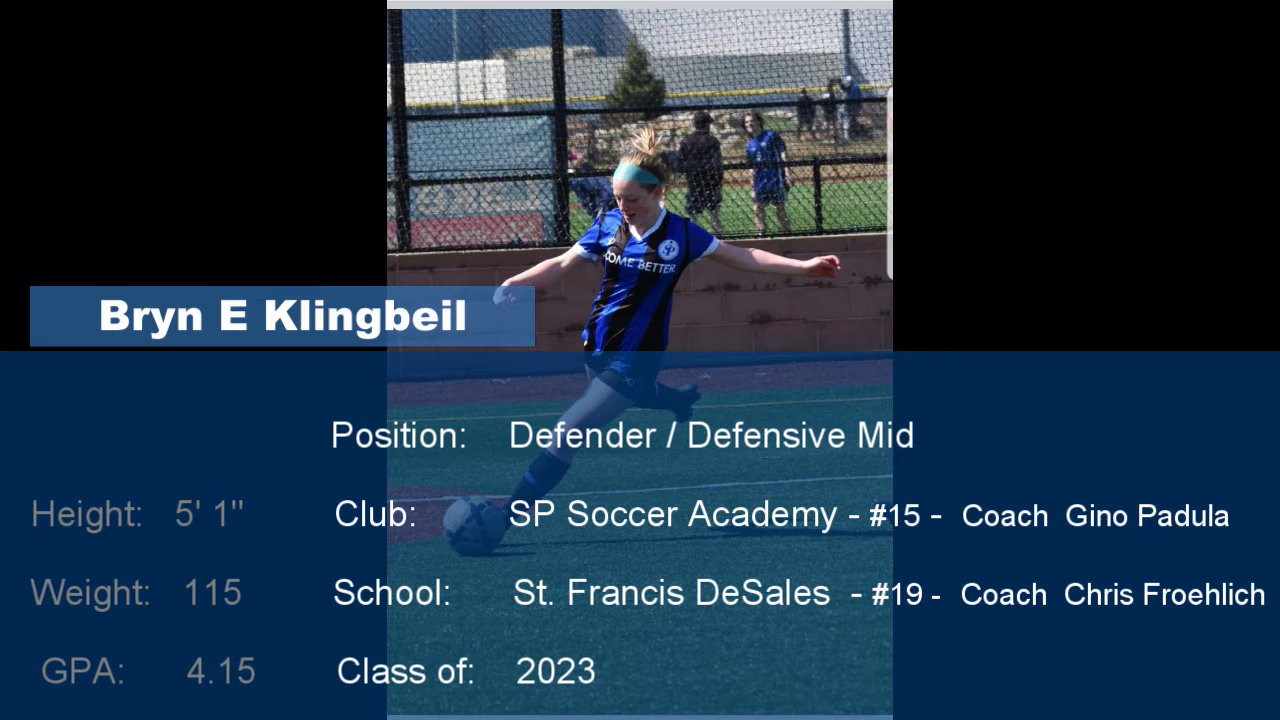 SP
COME BETTER
Bryn E Klingbeil
Position: Defender / Defensive Mid
Height: 5' 1" Club: SP Soccer Academy - #15 - Coach Gino Padula
Weight: 115 School: St. Francis DeSales - #19 - Coach Chris Froehlich
GPA: 4.15 Class of: 2023